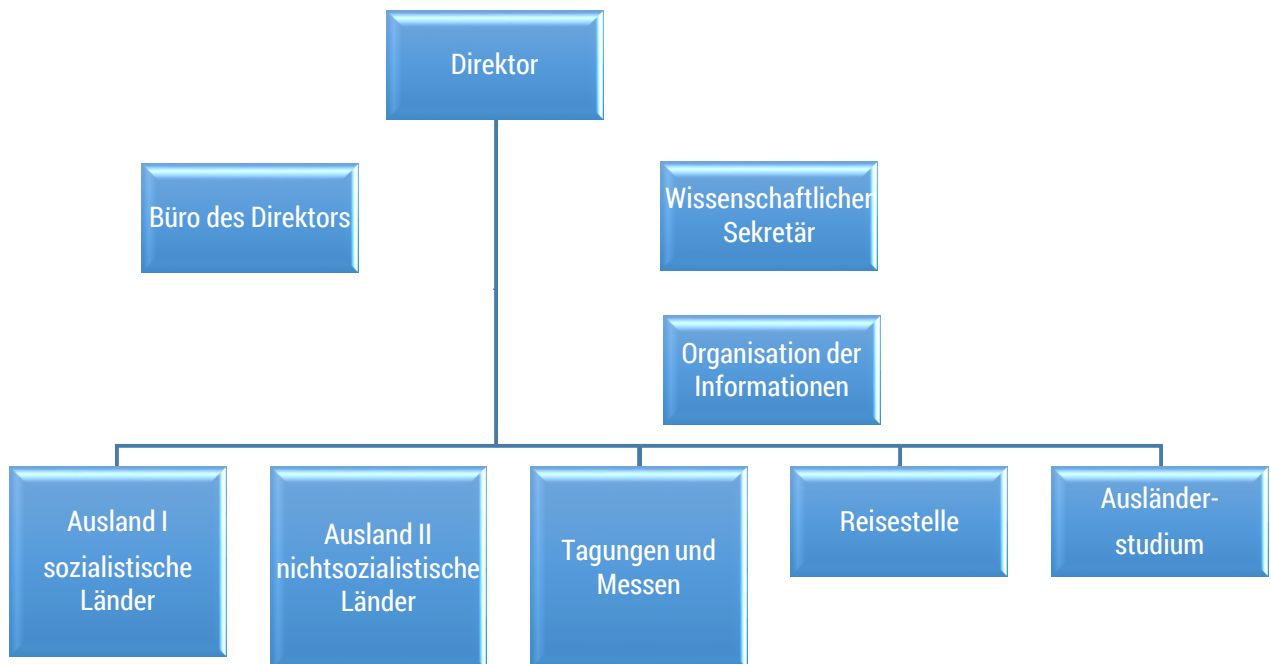 Direktor
Büro des Direktors
Wissenschaftlicher
Sekretär
Organisation der
Informationen
Ausland I
sozialistische
Länder
Ausland II
nichtsozialistische
Länder
Tagungen und
Messen
Reisestelle
Ausländer-
studium